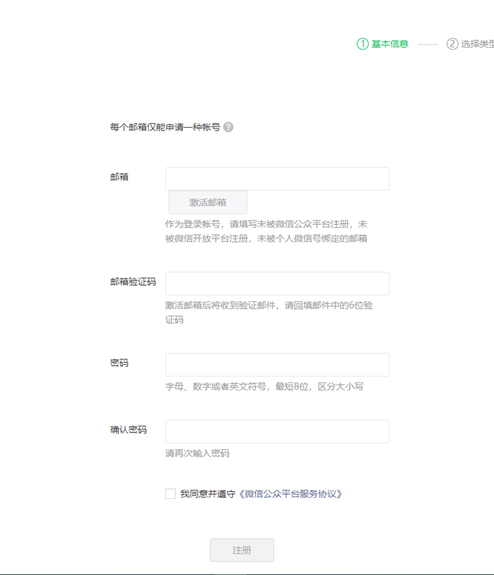 ① 基本信息 ② 选择类型
每个邮箱仅能申请一种帐号 ?
邮箱
激活邮箱
作为登录帐号，请填写未被微信公众平台注册，未
被微信开放平台注册，未被个人微信号绑定的邮箱
邮箱验证码
激活邮箱后将收到验证邮件，请回填邮件中的6位验
证码
密码
字母、数字或者英文符号，最短8位，区分大小写
确认密码
请再次输入密码
我同意并遵守《微信公众平台服务协议》
注册